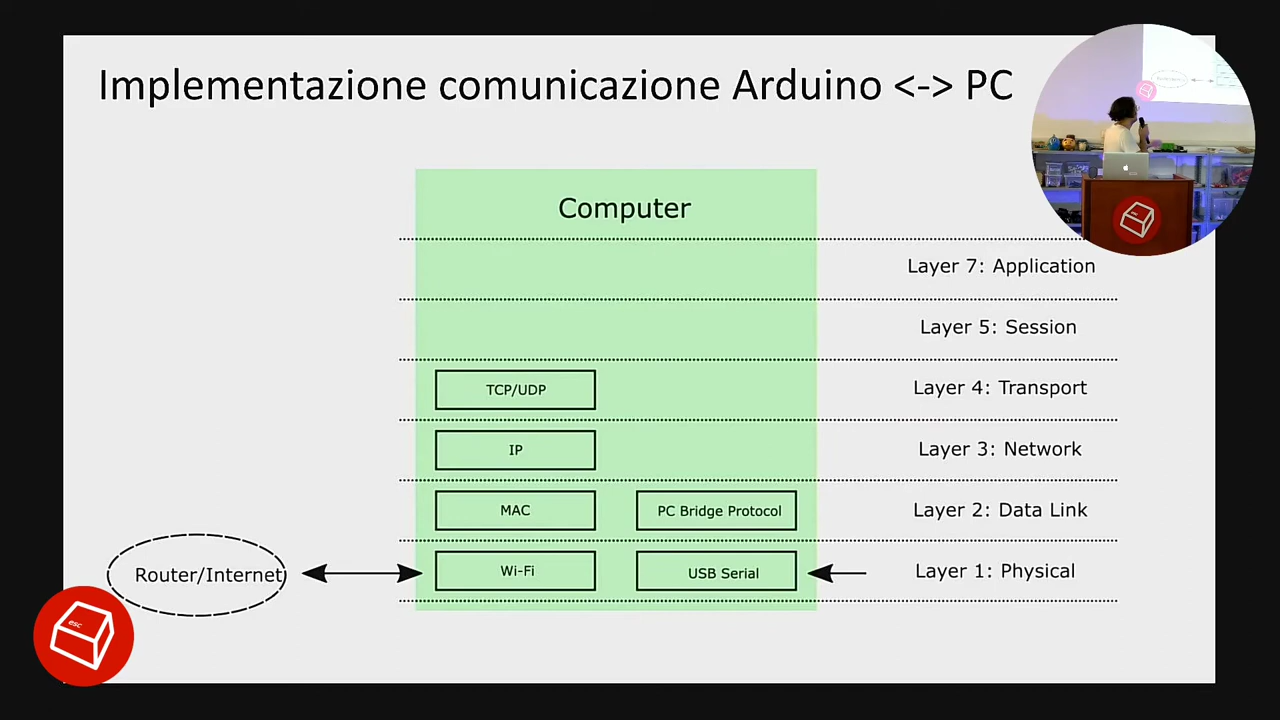 Implementazione comunicazione Arduino <-> PC
Computer
Layer 7: Application
Layer 5: Session
TCP/UDP
Layer 4: Transport
IP
Layer 3: Network
MAC
PC Bridge Protocol
Layer 2: Data Link
Router/Internet
Wi-Fi
USB Serial
Layer 1: Physical
esc